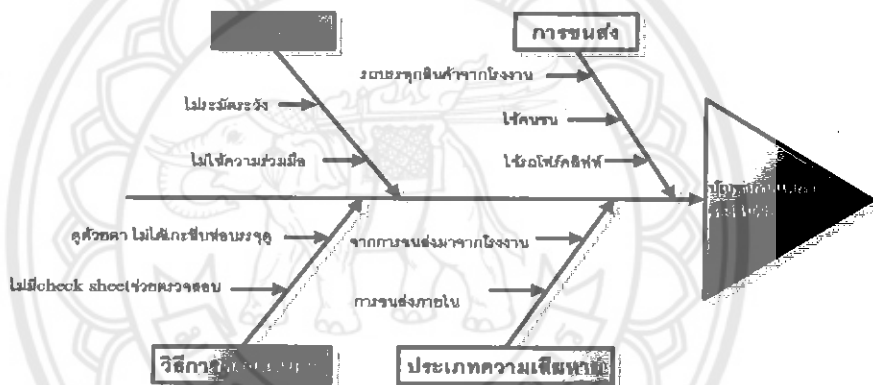 การขนส่ง
รถบรรทุกสินค้าจากโรงงาน
ไม่ระมัดระวัง
ใช้คนขน
ไม่ให้ความร่วมมือ
ใช้รถโฟล์คลิฟท์
ดูด้วยตา ไม่ได้แกะหีบห่อบรรจุดู
จากการขนส่งมาจากโรงงาน
ไม่มีcheck sheetช่วยตรวจสอบ
การขนส่งภายใน
วิธีการ
ประเภทความเสียหาย